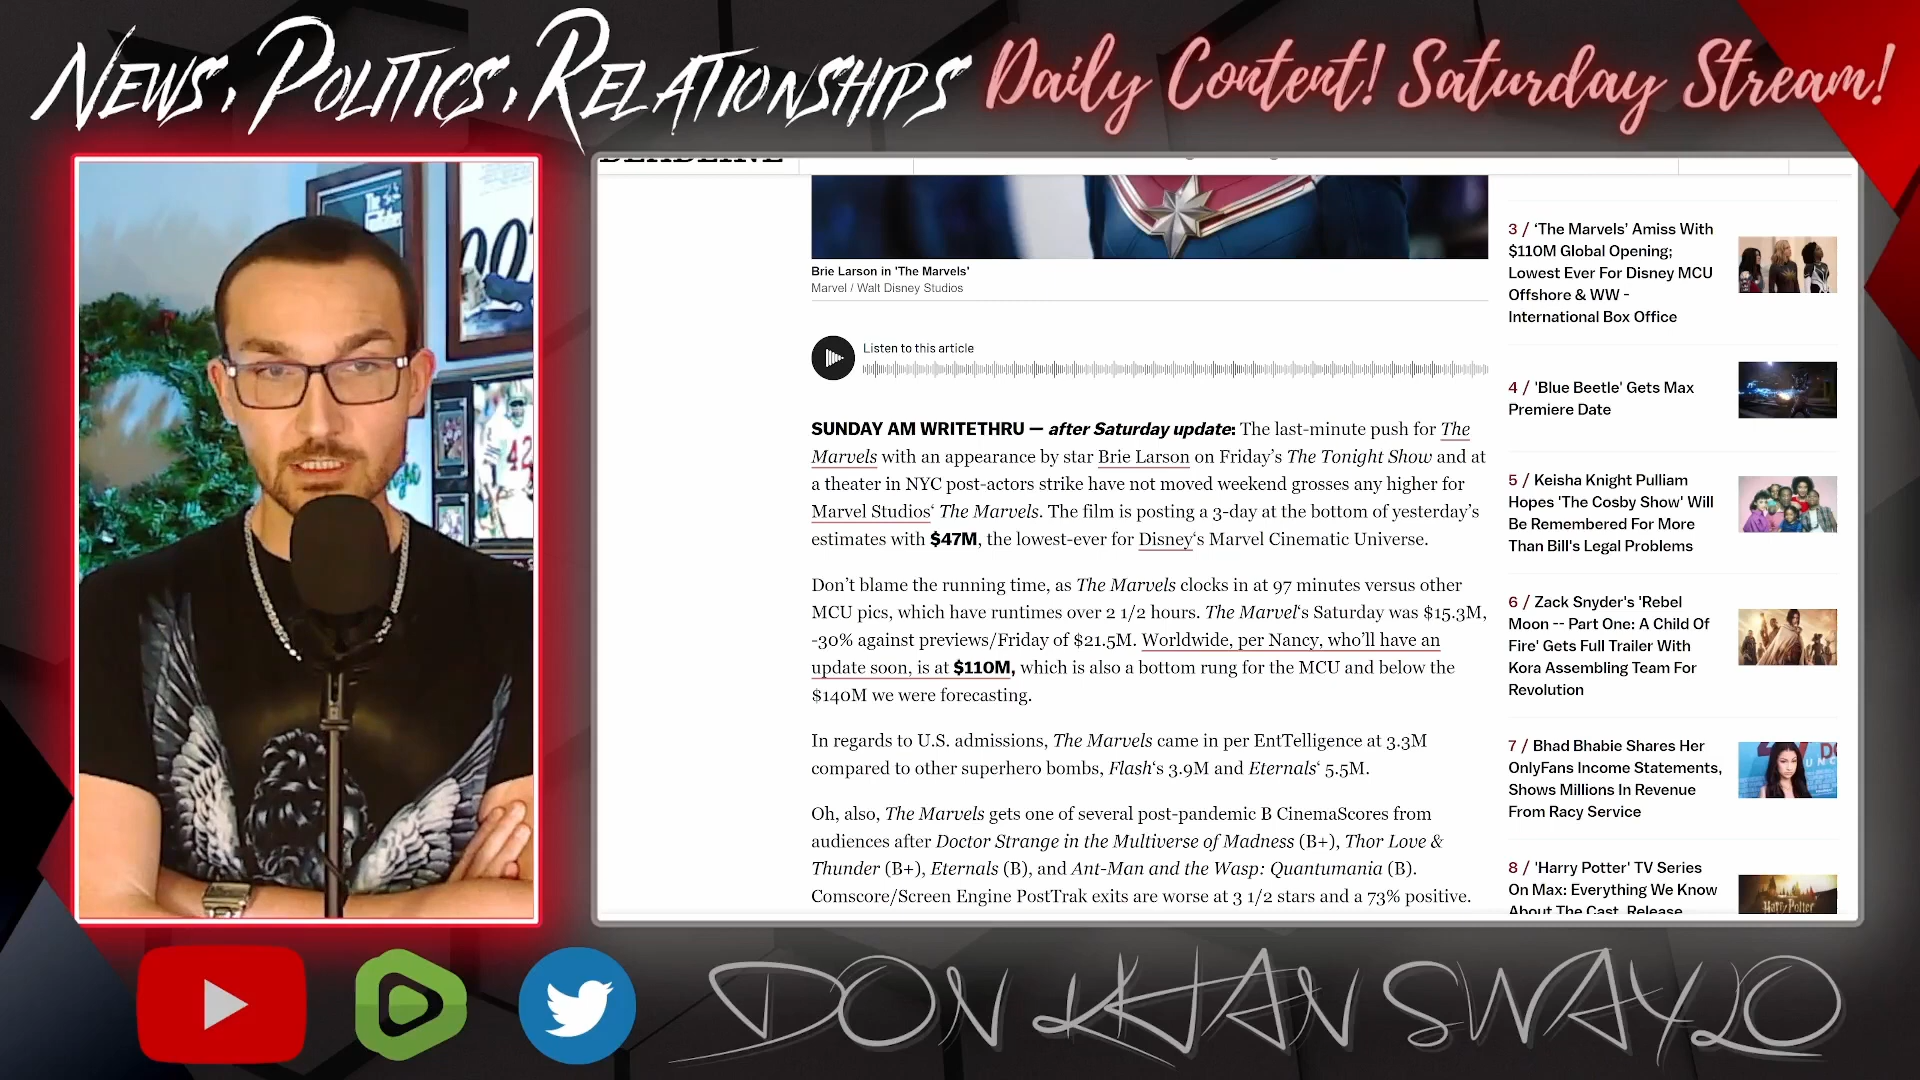 NEWS, POLITICS, RELATIONSHIPS
Daily Content! Saturday Stream!
DEADLINE
The
Godfather
007
42
Brie Larson in 'The Marvels'
Marvel / Walt Disney Studios
Listen to this article
SUNDAY AM WRITETHRU — after Saturday update: The last-minute push for The
Marvels with an appearance by star Brie Larson on Friday’s The Tonight Show and at
a theater in NYC post-actors strike have not moved weekend grosses any higher for
Marvel Studios‘ The Marvels. The film is posting a 3-day at the bottom of yesterday’s
estimates with $47M, the lowest-ever for Disney‘s Marvel Cinematic Universe.
Don’t blame the running time, as The Marvels clocks in at 97 minutes versus other
MCU pics, which have runtimes over 2 1/2 hours. The Marvel‘s Saturday was $15.3M,
-30% against previews/Friday of $21.5M. Worldwide, per Nancy, who’ll have an
update soon, is at $110M, which is also a bottom rung for the MCU and below the
$140M we were forecasting.
In regards to U.S. admissions, The Marvels came in per EntTelligence at 3.3M
compared to other superhero bombs, Flash‘s 3.9M and Eternals‘ 5.5M.
Oh, also, The Marvels gets one of several post-pandemic B CinemaScores from
audiences after Doctor Strange in the Multiverse of Madness (B+), Thor Love &
Thunder (B+), Eternals (B), and Ant-Man and the Wasp: Quantumania (B).
Comscore/Screen Engine PostTrak exits are worse at 3 1/2 stars and a 73% positive.
3 / ‘The Marvels’ Amiss With
$110M Global Opening;
Lowest Ever For Disney MCU
Offshore & WW -
International Box Office
4 / 'Blue Beetle' Gets Max
Premiere Date
5 / Keisha Knight Pulliam
Hopes 'The Cosby Show' Will
Be Remembered For More
Than Bill's Legal Problems
6 / Zack Snyder's 'Rebel
Moon -- Part One: A Child Of
Fire' Gets Full Trailer With
Kora Assembling Team For
Revolution
7 / Bhad Bhabie Shares Her
OnlyFans Income Statements,
Shows Millions In Revenue
From Racy Service
8 / 'Harry Potter' TV Series
On Max: Everything We Know
About The Cast, Release
Harry Potter
DON KHAN SWAYLO